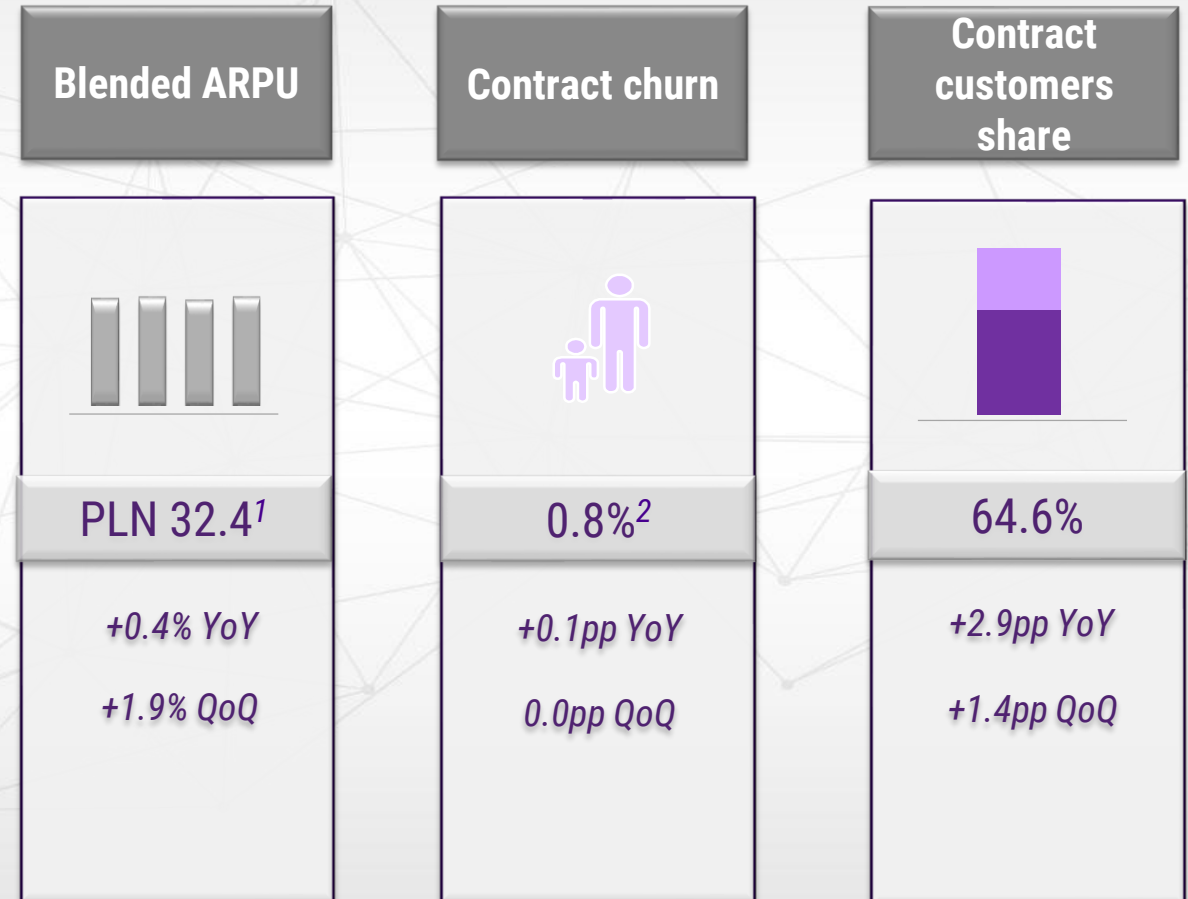 Blended ARPU
PLN 32.41
+0.4% YoY
+1.9% QoQ
Contract churn
0.8%2
+0.1pp YoY
0.0pp QoQ
Contract
customers
share
64.6%
+2.9pp YoY
+1.4pp QoQ